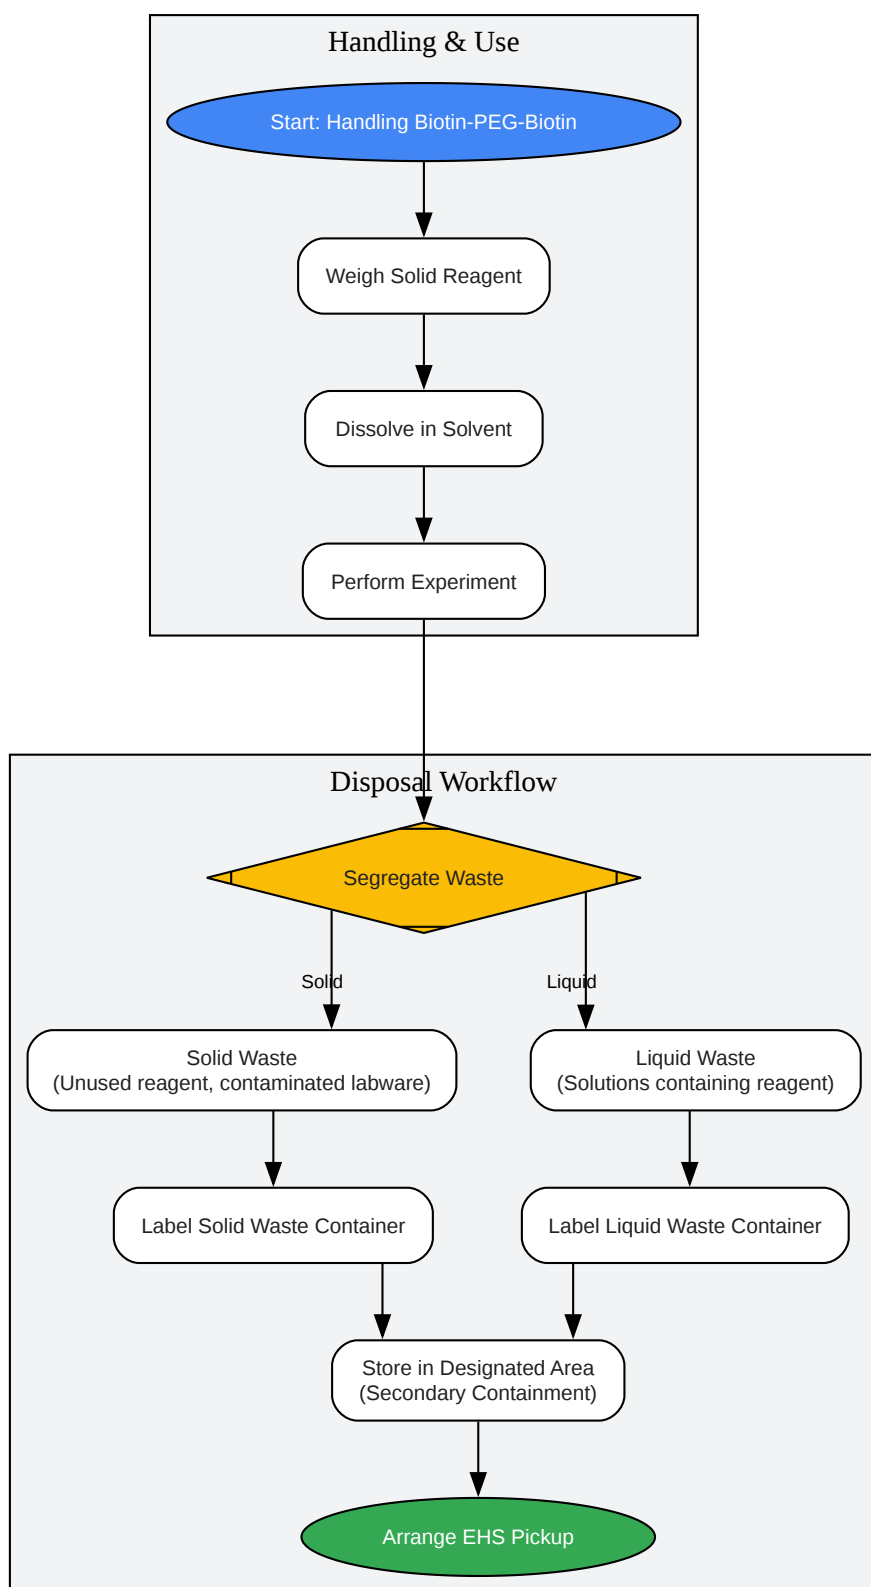 Handling & Use
Start: Handling Biotin-PEG-Biotin
Weigh Solid Reagent
Dissolve in Solvent
Perform Experiment
Disposal Workflow
Segregate Waste
Solid
Liquid
Solid Waste
(Unused reagent, contaminated labware)
Liquid Waste
(Solutions containing reagent)
Label Solid Waste Container
Label Liquid Waste Container
Store in Designated Area
(Secondary Containment)
Arrange EHS Pickup